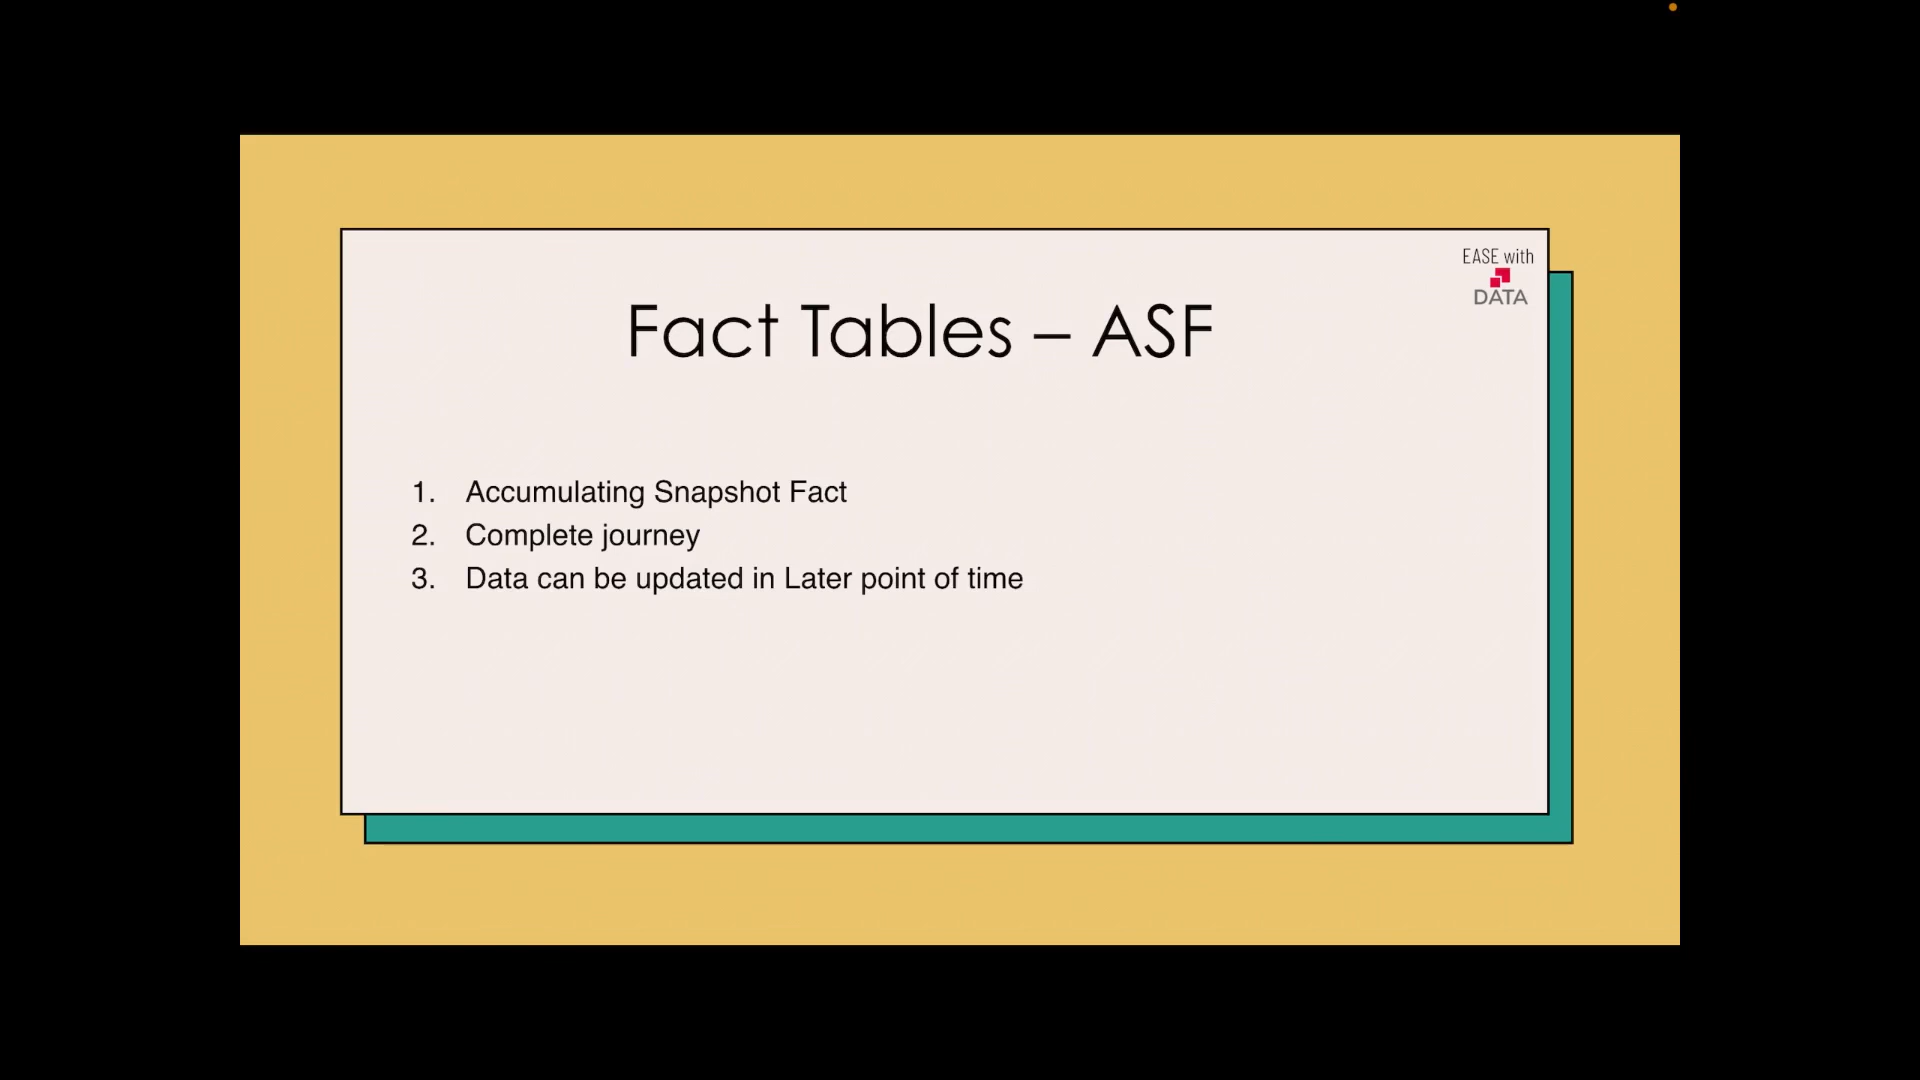 EASE with
DATA
Fact Tables – ASF
1. Accumulating Snapshot Fact
2. Complete journey
3. Data can be updated in Later point of time